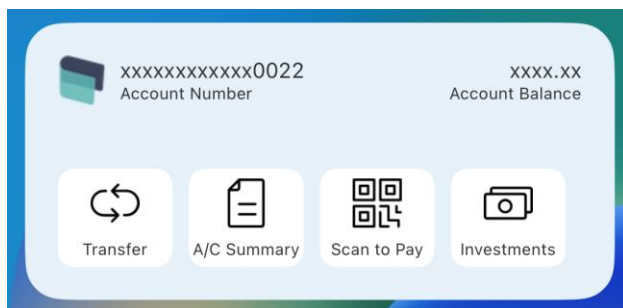 xxxxxxxxxxxx0022
xxxx.xx
Account Number
Account Balance
Transfer
A/C Summary
Scan to Pay
Investments